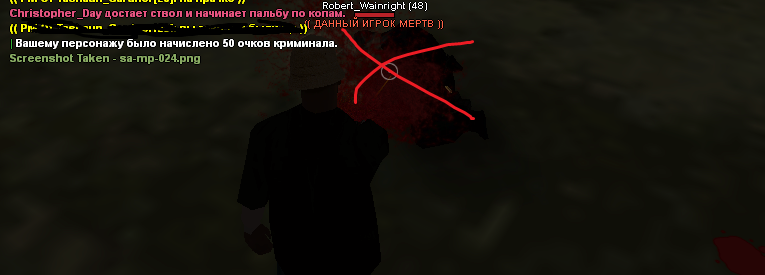 Robert_Wainright (48)
Christopher_Day достает ствол и начинает пальбу по копам.
(( ДАННЫЙ ИГРОК МЕРТВ ))
| Вашему персонажу было начислено 50 очков криминала.
Screenshot Taken - sa-mp-024.png